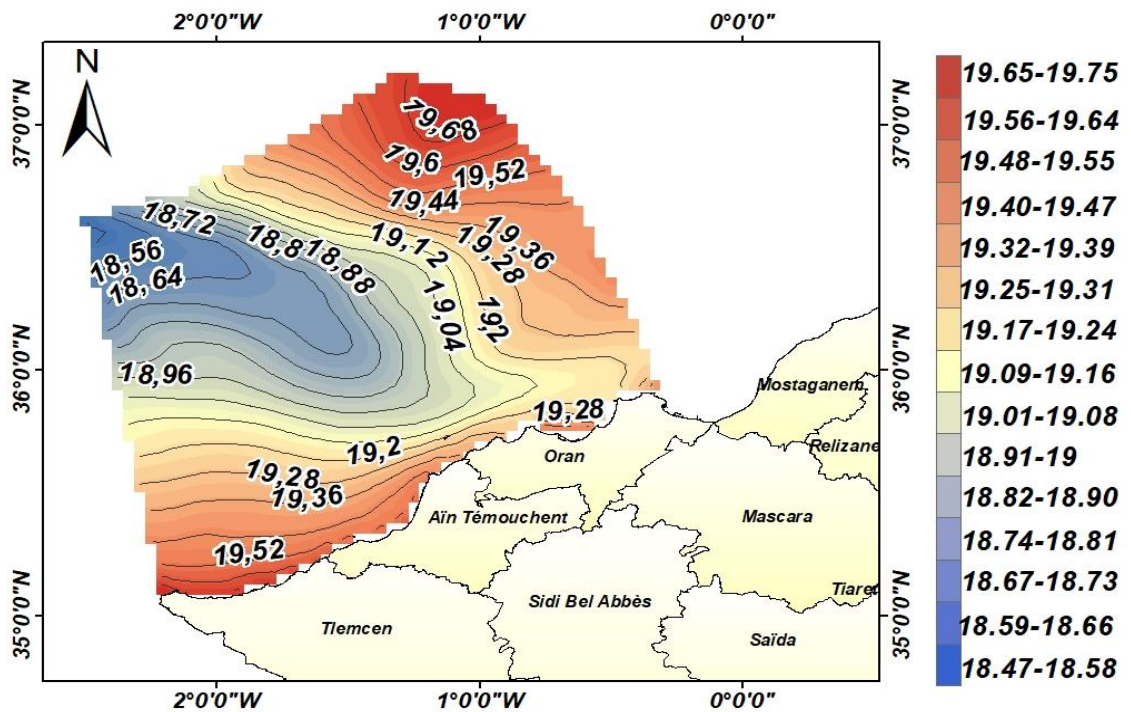 2°0'0"W 1°0'0"W 0°0'0"
N
37°0'0"N
36°0'0"N
35°0'0"N
19,68
19,6
19,52
19,44
18,72
18,8
18,88
19,12
19,36
19,28
18,56
18,64
19,04
19,2
18,96
19,28
19,2
19,28
19,36
19,52
Mostaganem
Relizane
Oran
Aïn Témouchent
Mascara
Tiaret
Sidi Bel Abbès
Tlemcen
Saïda
37°0'0"N
36°0'0"N
35°0'0"N
2°0'0"W 1°0'0"W 0°0'0"
19.65-19.75
19.56-19.64
19.48-19.55
19.40-19.47
19.32-19.39
19.25-19.31
19.17-19.24
19.09-19.16
19.01-19.08
18.91-19
18.82-18.90
18.74-18.81
18.67-18.73
18.59-18.66
18.47-18.58